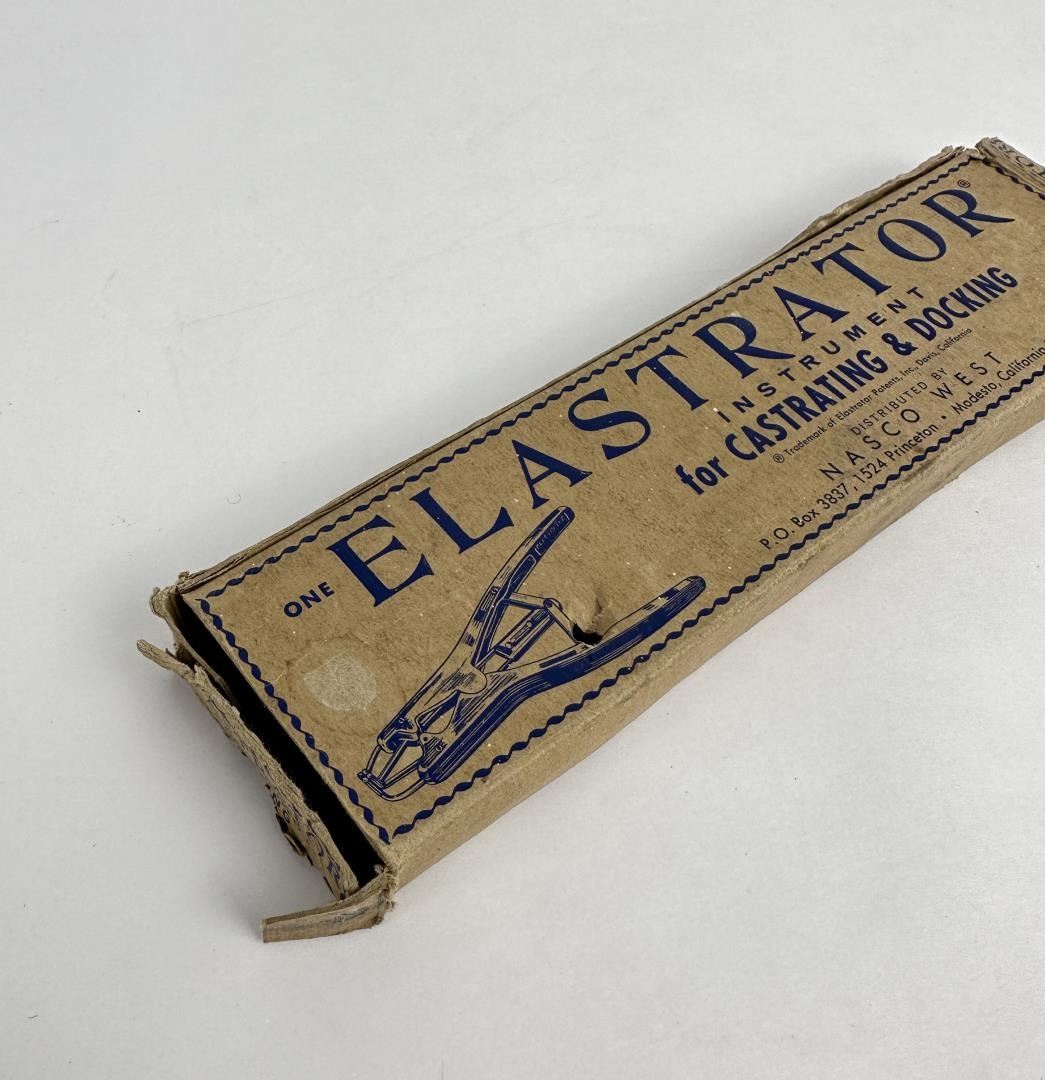 ONE ELASTRATOR®
INSTRUMENT
for CASTRATING & DOCKING
® Trademark of Elastrator Patents, Inc., Davis, California
DISTRIBUTED BY
NASCO WEST
P.O. Box 3837, 1524 Princeton • Modesto, California